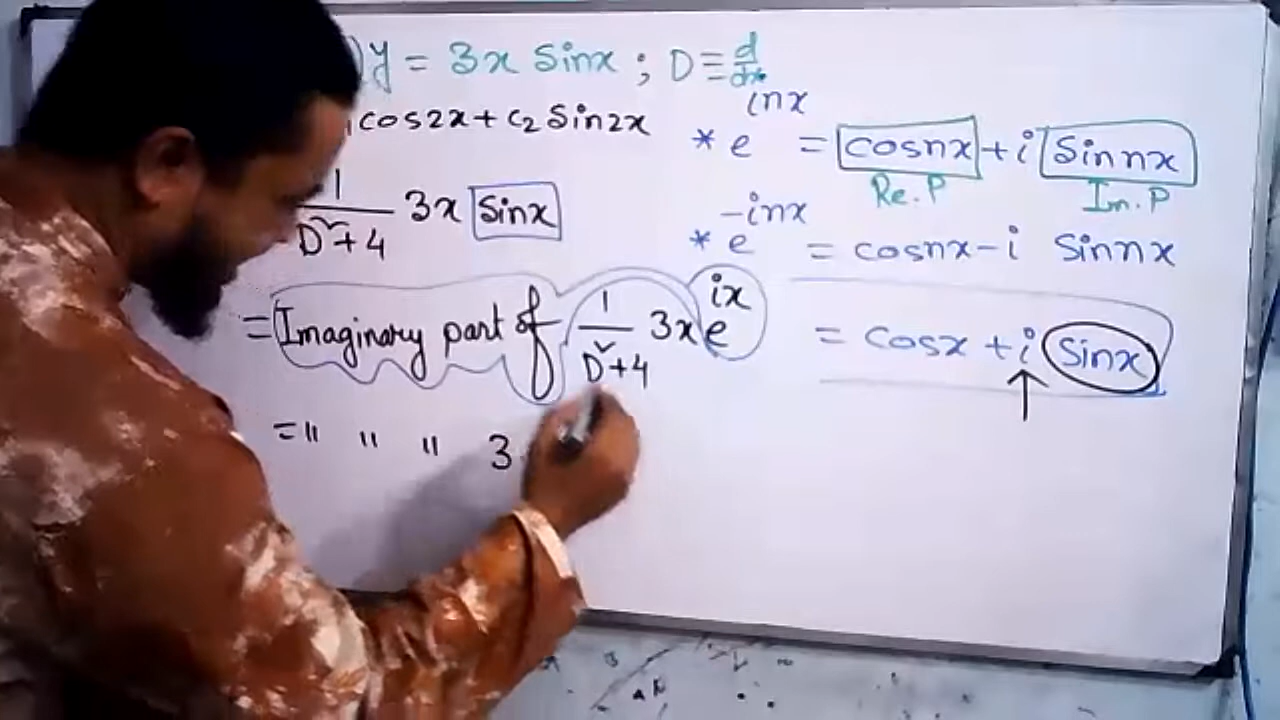 )y = 3x Sinx ; D ≡ d/dx
cos2x + c₂ Sin2x
1/(D²+4) 3x Sinx
= Imaginary part of 1/(D²+4) 3x e^{ix}
= " " " 3
* e^{inx} = cosnx + i Sinnx
Re.P Im.P
* e^{-inx} = cosnx - i Sinnx
= cosx + i Sinx